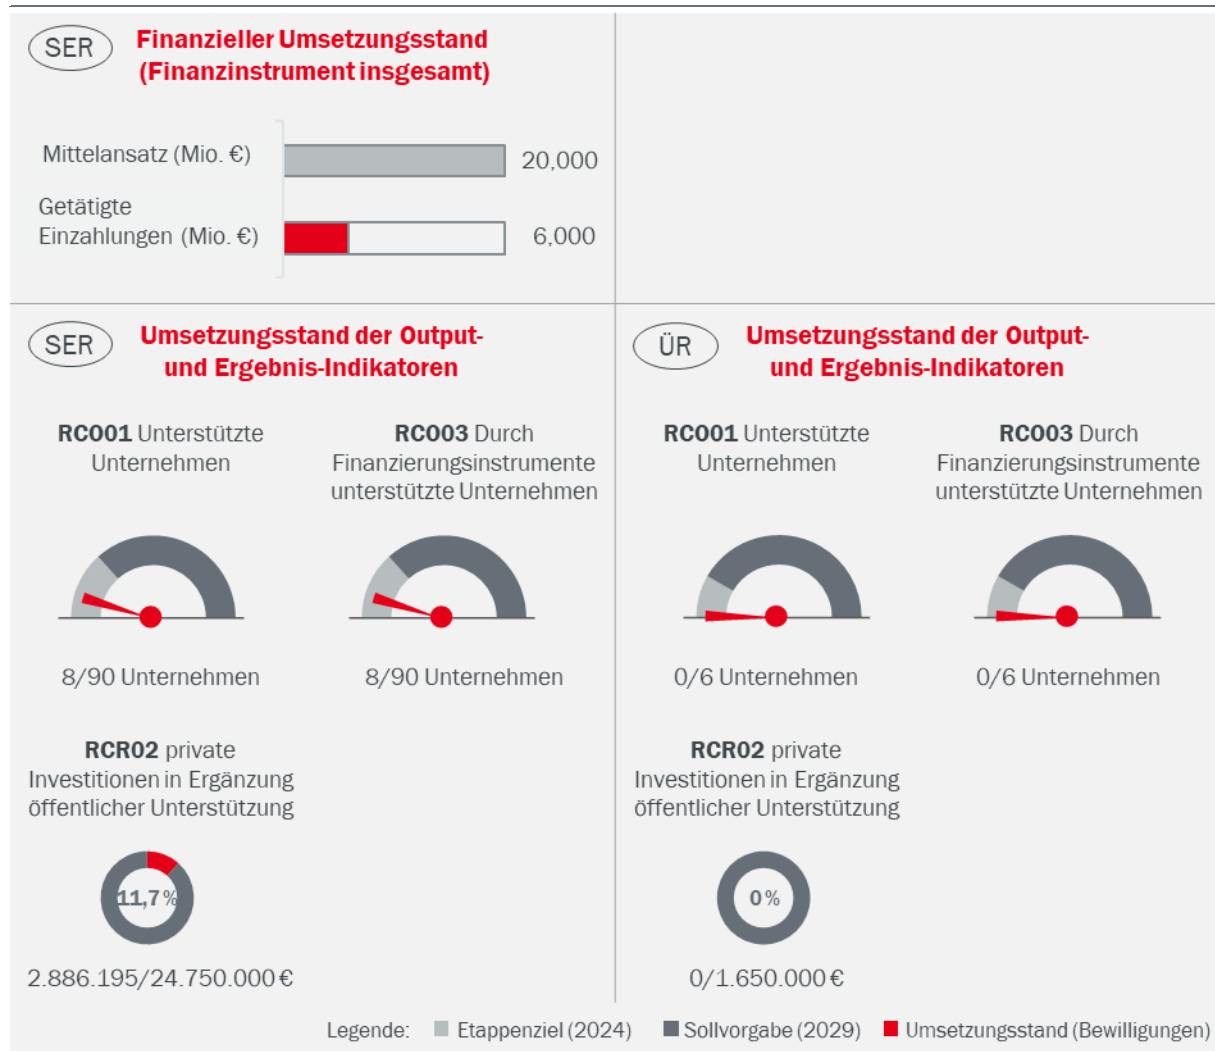 SER
Finanzieller Umsetzungsstand
(Finanzinstrument insgesamt)
Mittelansatz (Mio. €)
20,000
Getätigte
Einzahlungen (Mio. €)
6,000
SER
Umsetzungsstand der Output-
und Ergebnis-Indikatoren
RCO01 Unterstützte
Unternehmen
RCO03 Durch
Finanzierungsinstrumente
unterstützte Unternehmen
8/90 Unternehmen
8/90 Unternehmen
RCR02 private
Investitionen in Ergänzung
öffentlicher Unterstützung
11,7%
2.886.195/24.750.000 €
ÜR
Umsetzungsstand der Output-
und Ergebnis-Indikatoren
RCO01 Unterstützte
Unternehmen
RCO03 Durch
Finanzierungsinstrumente
unterstützte Unternehmen
0/6 Unternehmen
0/6 Unternehmen
RCR02 private
Investitionen in Ergänzung
öffentlicher Unterstützung
0%
0/1.650.000 €
Legende: Etappenziel (2024) Sollvorgabe (2029) Umsetzungsstand (Bewilligungen)